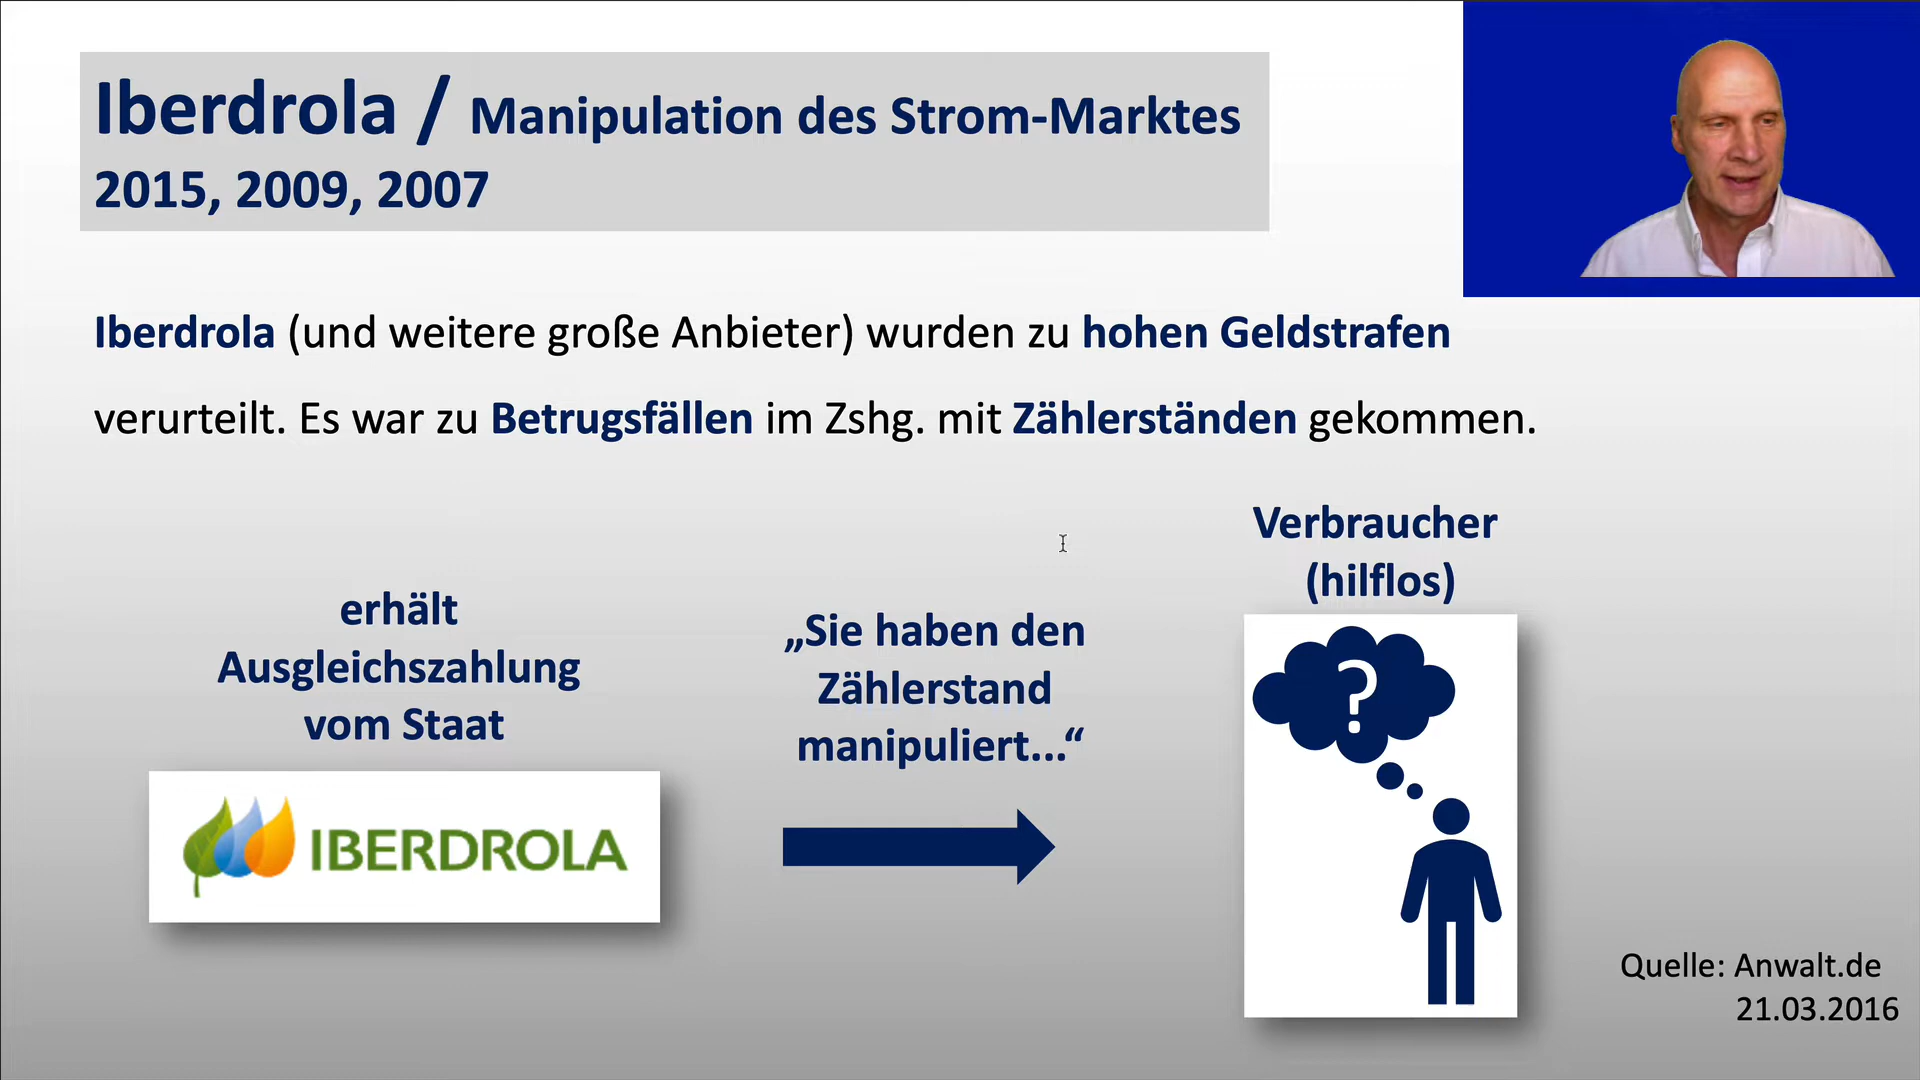 Iberdrola / Manipulation des Strom-Marktes
2015, 2009, 2007
Iberdrola (und weitere große Anbieter) wurden zu hohen Geldstrafen
verurteilt. Es war zu Betrugsfällen im Zshg. mit Zählerständen gekommen.
erhält
Ausgleichszahlung
vom Staat
IBERDROLA
„Sie haben den
Zählerstand
manipuliert...“
Verbraucher
(hilflos)
?
Quelle: Anwalt.de
21.03.2016